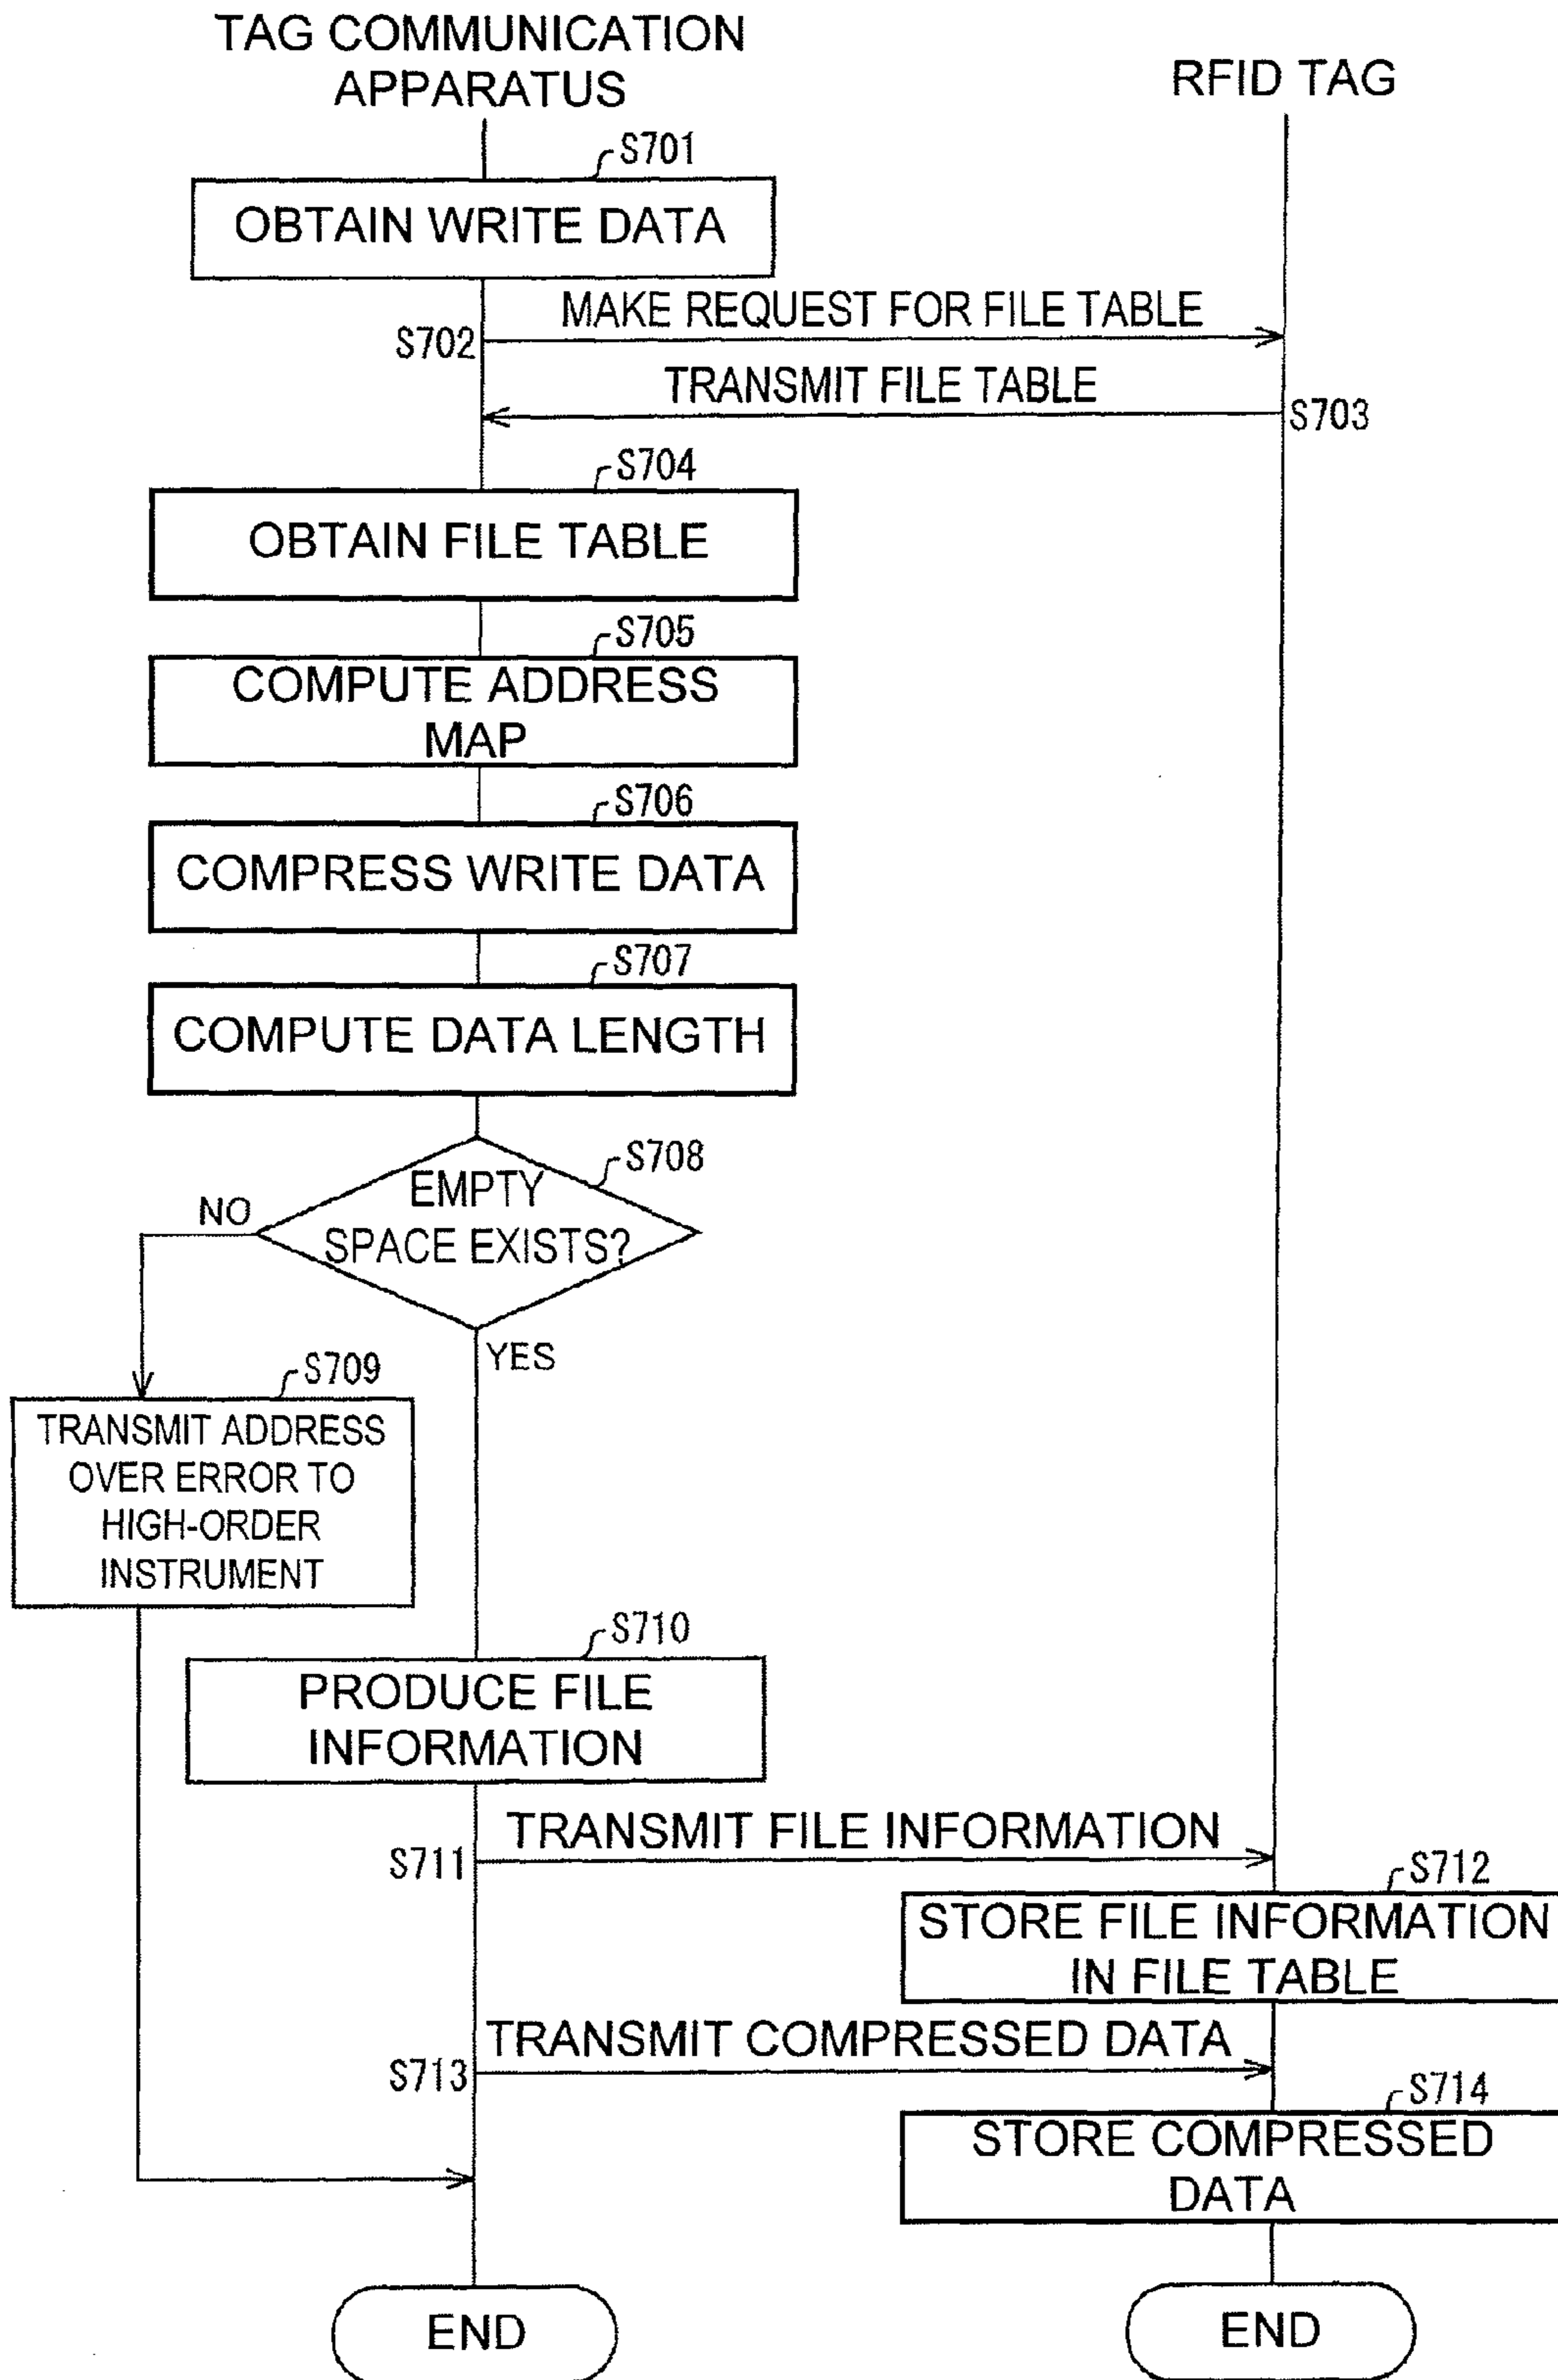 TAG COMMUNICATION
APPARATUS
RFID TAG
S701
OBTAIN WRITE DATA
MAKE REQUEST FOR FILE TABLE
S702
TRANSMIT FILE TABLE
S703
S704
OBTAIN FILE TABLE
S705
COMPUTE ADDRESS
MAP
S706
COMPRESS WRITE DATA
S707
COMPUTE DATA LENGTH
S708
EMPTY
SPACE EXISTS?
NO
YES
S709
TRANSMIT ADDRESS
OVER ERROR TO
HIGH-ORDER
INSTRUMENT
S710
PRODUCE FILE
INFORMATION
TRANSMIT FILE INFORMATION
S711
S712
STORE FILE INFORMATION
IN FILE TABLE
TRANSMIT COMPRESSED DATA
S713
S714
STORE COMPRESSED
DATA
END
END